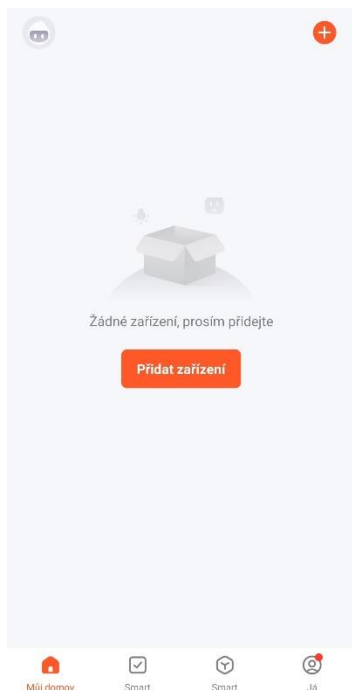 Žádné zařízení, prosím přidejte
Přidat zařízení
Můj domov
Smart
Smart
Já